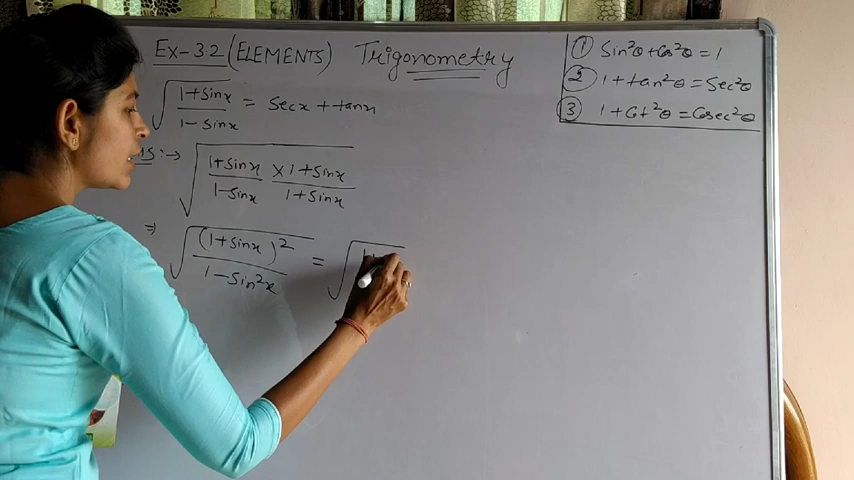 Ex-32 (ELEMENTS) Trigonometry
√((1+sinx)/(1-sinx)) = secx + tanx
:→ √((1+sinx)/(1-sinx) × (1+sinx)/(1+sinx))
⇒ √((1+sinx)²/(1-sin²x)) = √
① Sin²θ+Cos²θ = 1
② 1+tan²θ = Sec²θ
③ 1+Cot²θ = Cosec²θ